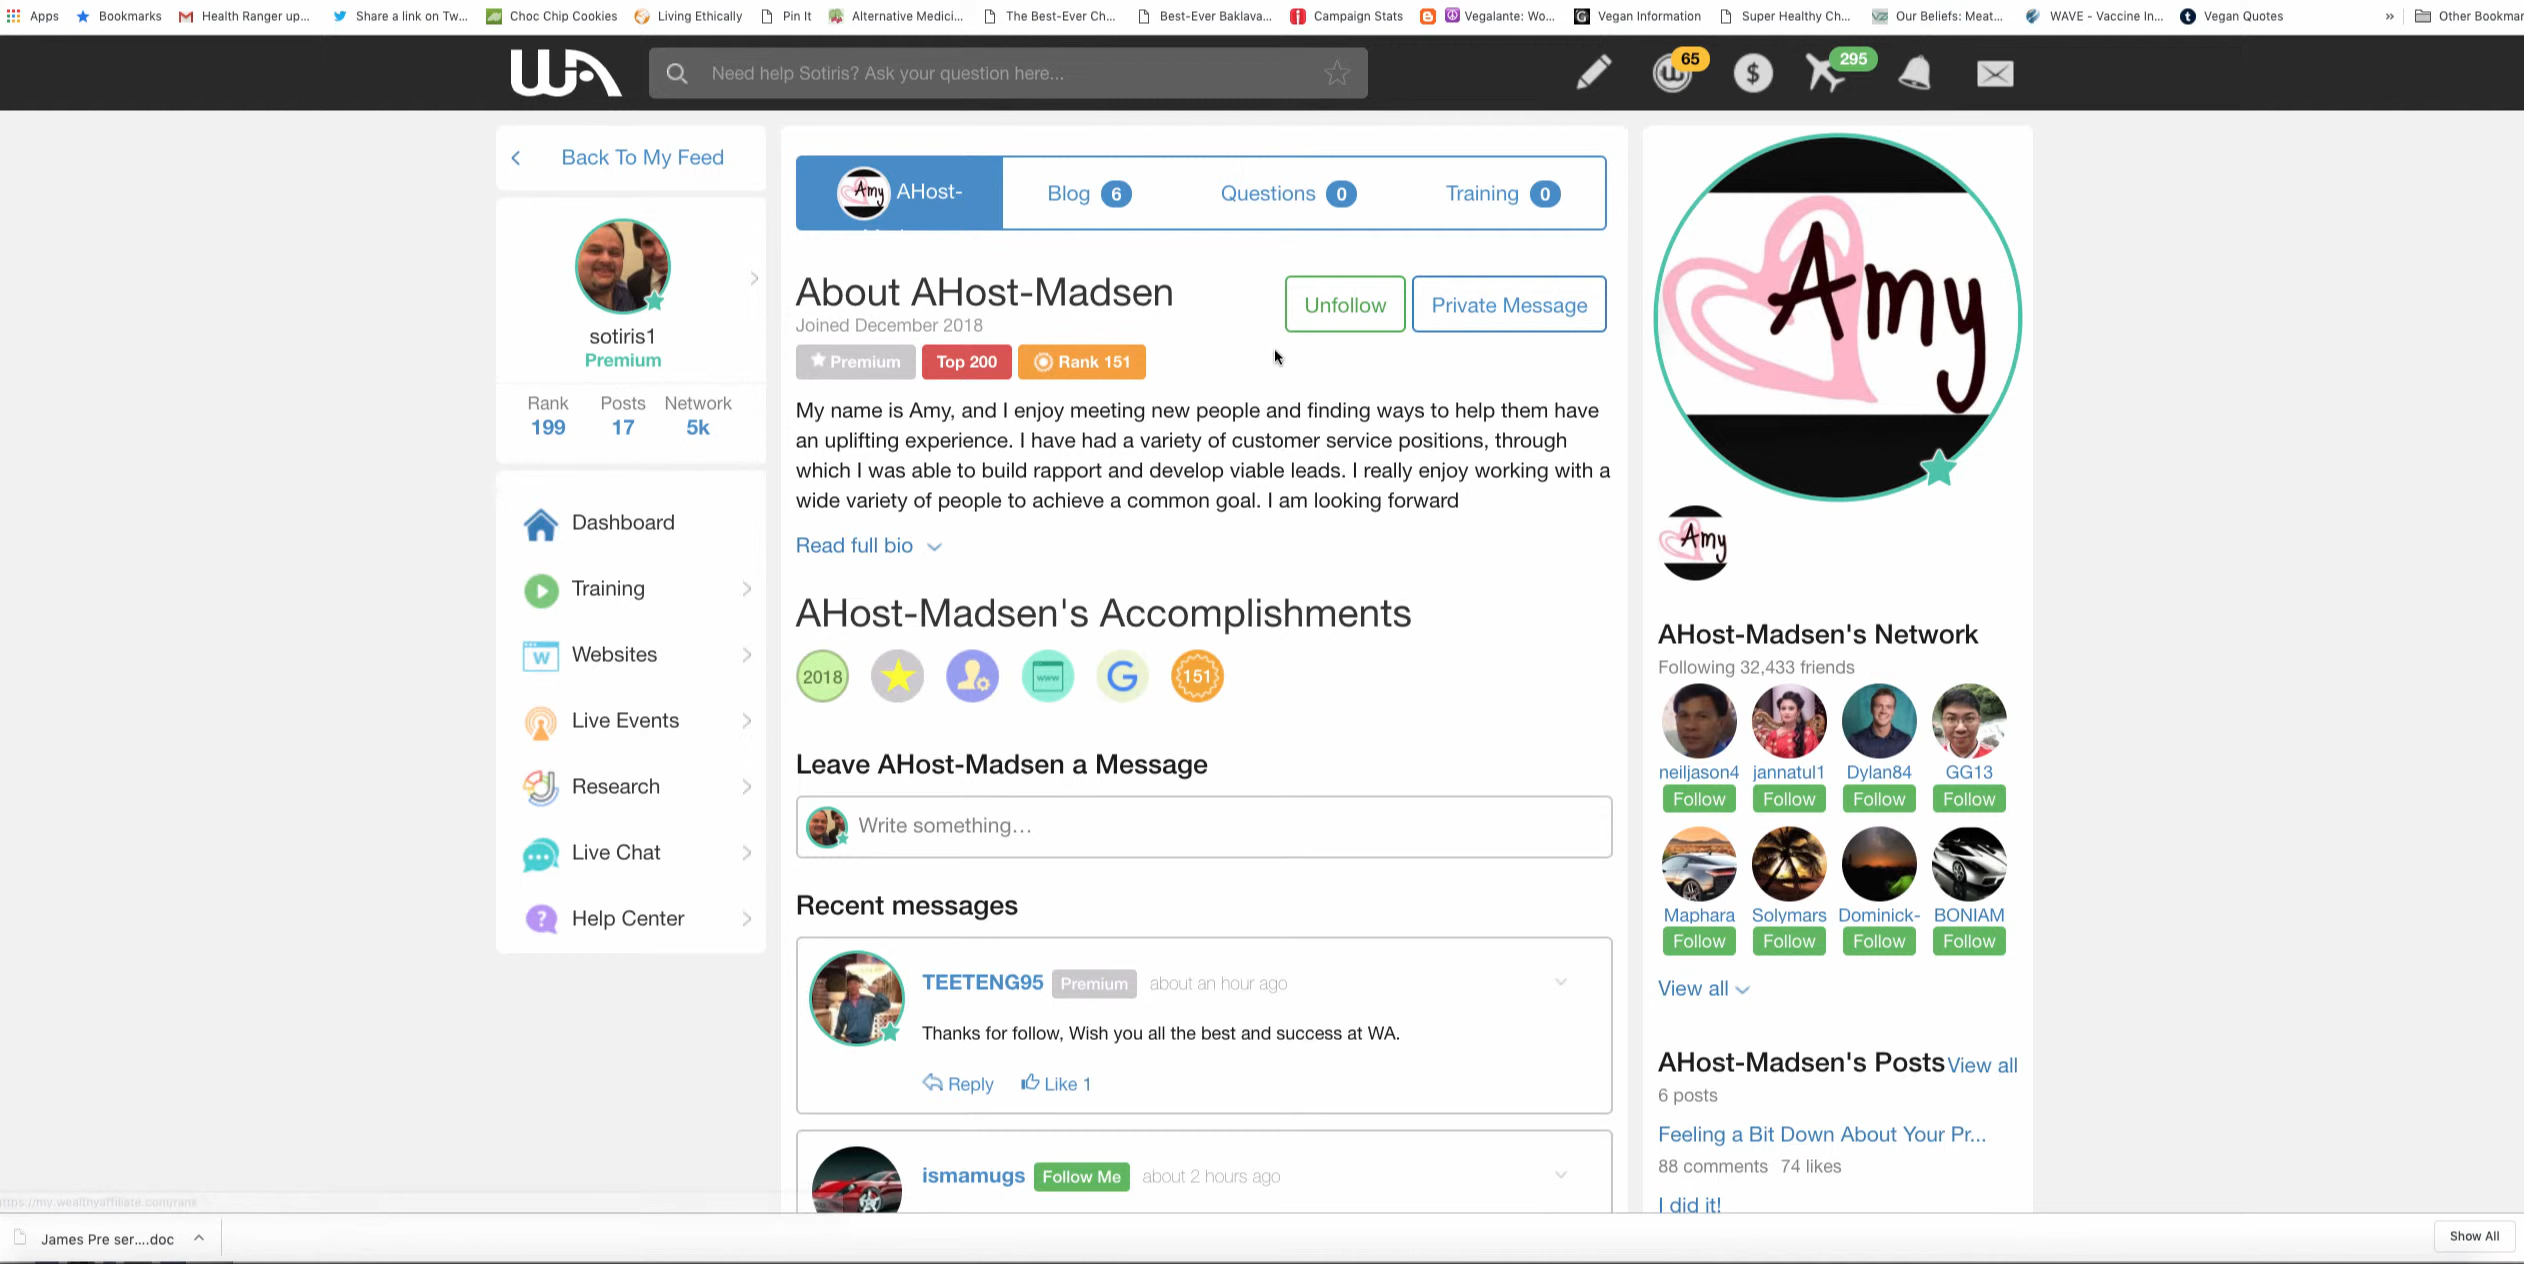 Apps Bookmarks Health Ranger up... Share a link on Tw... Choc Chip Cookies Living Ethically Pin It Alternative Medici... The Best-Ever Ch... Best-Ever Baklava... Campaign Stats Vegalante: Wo... Vegan Information Super Healthy Ch... Our Beliefs: Meat... WAVE - Vaccine In... Vegan Quotes » Other Bookmar
WA Need help Sotiris? Ask your question here... 65 295
Back To My Feed
sotiris1
Premium
Rank Posts Network
199 17 5k
Dashboard
Training
Websites
Live Events
Research
Live Chat
Help Center
Amy AHost-
Blog 6 Questions 0 Training 0
About AHost-Madsen
Joined December 2018
Unfollow Private Message
Premium Top 200 Rank 151
My name is Amy, and I enjoy meeting new people and finding ways to help them have
an uplifting experience. I have had a variety of customer service positions, through
which I was able to build rapport and develop viable leads. I really enjoy working with a
wide variety of people to achieve a common goal. I am looking forward
Read full bio
AHost-Madsen's Accomplishments
2018 www G 151
Leave AHost-Madsen a Message
Write something...
Recent messages
TEETENG95 Premium about an hour ago
Thanks for follow, Wish you all the best and success at WA.
Reply Like 1
ismamugs Follow Me about 2 hours ago
Amy
Amy
AHost-Madsen's Network
Following 32,433 friends
neiljason4 jannatul1 Dylan84 GG13
Follow Follow Follow Follow
Maphara Solymars Dominick- BONIAM
Follow Follow Follow Follow
View all
AHost-Madsen's Posts View all
6 posts
Feeling a Bit Down About Your Pr...
88 comments 74 likes
I did it!
ttps://my.wealthyaffiliate.com/rank
James Pre ser....doc Show All